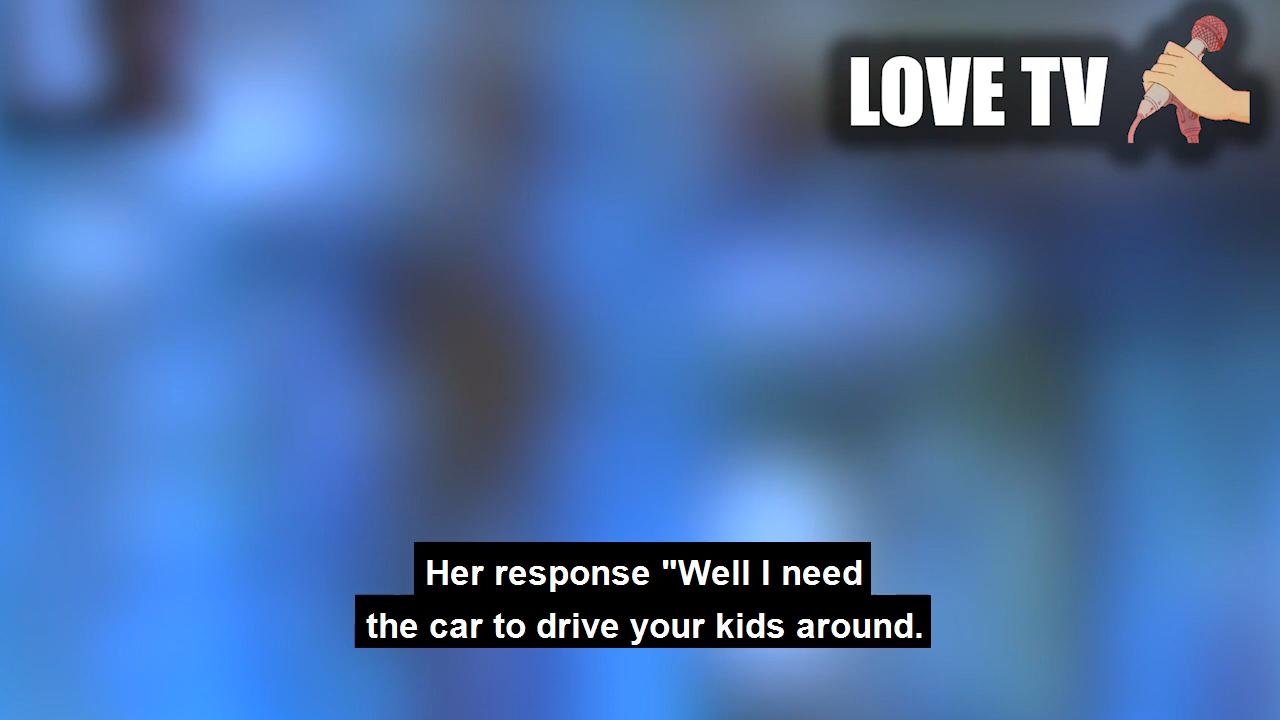 LOVE TV
Her response "Well I need
the car to drive your kids around.